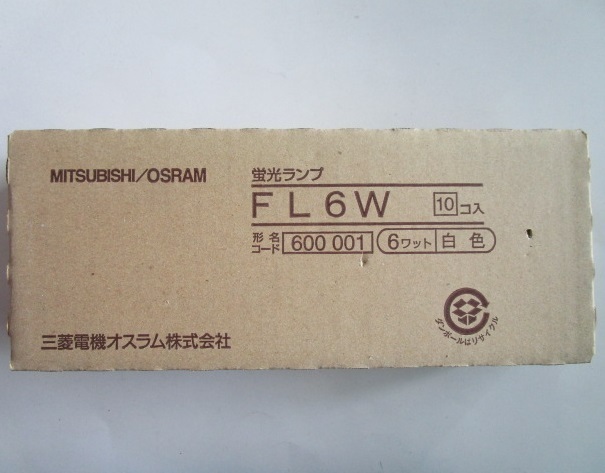 MITSUBISHI/OSRAM
蛍光ランプ
FL6W 10コ入
形名コード 600 001 6ワット 白色
ダンボールはリサイクル
三菱電機オスラム株式会社